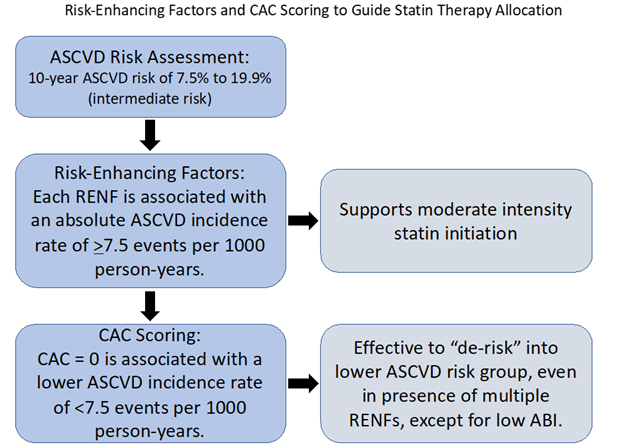 Risk-Enhancing Factors and CAC Scoring to Guide Statin Therapy Allocation
ASCVD Risk Assessment:
10-year ASCVD risk of 7.5% to 19.9%
(intermediate risk)
Risk-Enhancing Factors:
Each RENF is associated with
an absolute ASCVD incidence
rate of ≥7.5 events per 1000
person-years.
Supports moderate intensity
statin initiation
CAC Scoring:
CAC = 0 is associated with a
lower ASCVD incidence rate
of <7.5 events per 1000
person-years.
Effective to “de-risk” into
lower ASCVD risk group, even
in presence of multiple
RENFs, except for low ABI.